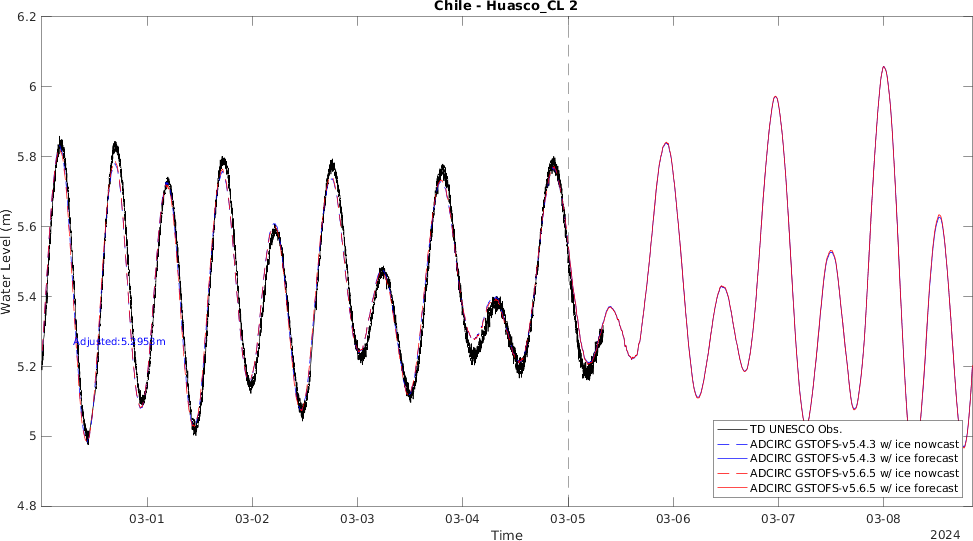 Chile - Huasco_CL 2
6.2
6
5.8
5.6
5.4
5.2
5
4.8
Water Level (m)
Adjusted:5.2953m
TD UNESCO Obs.
ADCIRC GSTOFS-v5.4.3 w/ ice nowcast
ADCIRC GSTOFS-v5.4.3 w/ ice forecast
ADCIRC GSTOFS-v5.6.5 w/ ice nowcast
ADCIRC GSTOFS-v5.6.5 w/ ice forecast
03-01 03-02 03-03 03-04 03-05 03-06 03-07 03-08
Time
2024